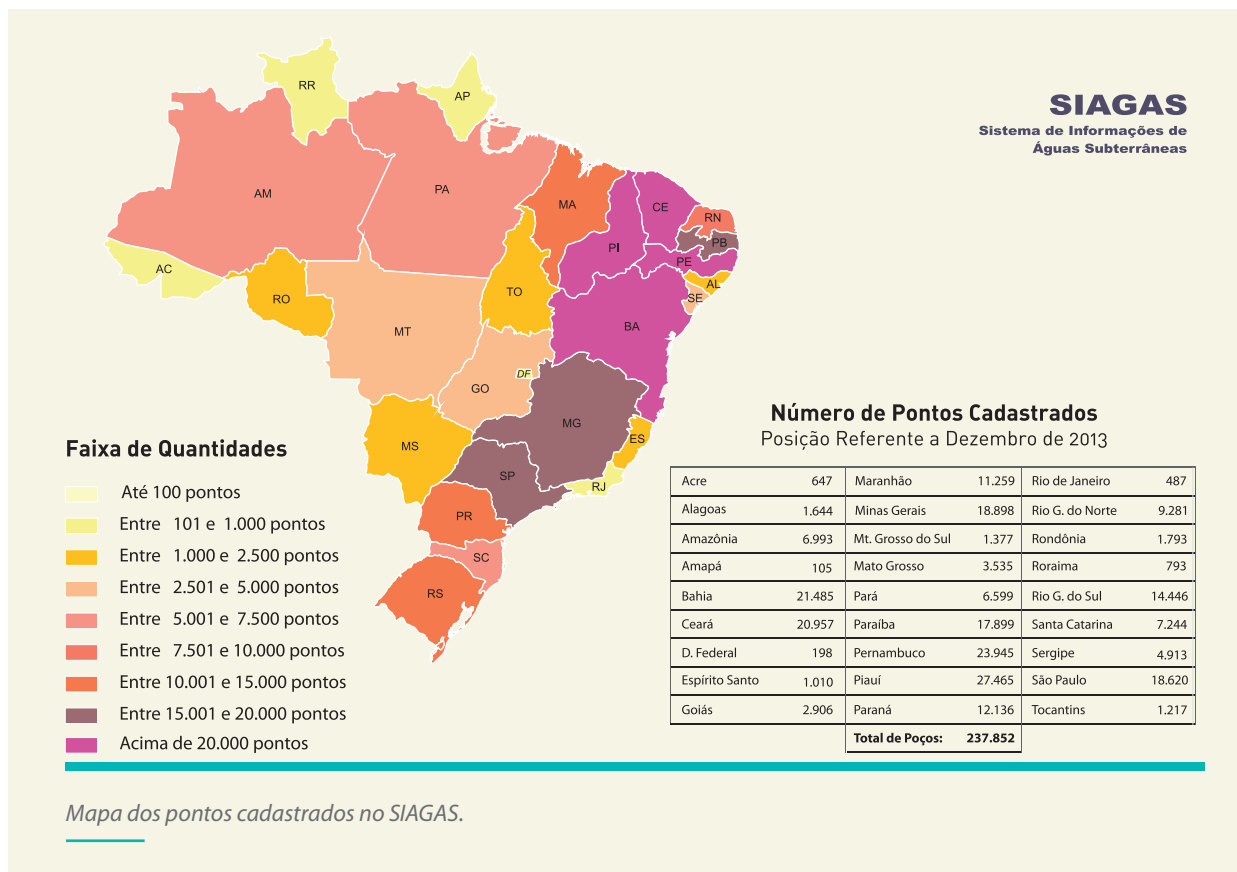 RR
AP
AM
PA
MA
CE
RN
PI
PB
PE
AC
AL
RO
TO
SE
MT
BA
DF
GO
MG
MS
ES
SP
RJ
PR
SC
RS
SIAGAS
Sistema de Informações de
Águas Subterrâneas
Faixa de Quantidades
Até 100 pontos
Entre 101 e 1.000 pontos
Entre 1.000 e 2.500 pontos
Entre 2.501 e 5.000 pontos
Entre 5.001 e 7.500 pontos
Entre 7.501 e 10.000 pontos
Entre 10.001 e 15.000 pontos
Entre 15.001 e 20.000 pontos
Acima de 20.000 pontos
Número de Pontos Cadastrados
Posição Referente a Dezembro de 2013
Acre 647 Maranhão 11.259 Rio de Janeiro 487
Alagoas 1.644 Minas Gerais 18.898 Rio G. do Norte 9.281
Amazônia 6.993 Mt. Grosso do Sul 1.377 Rondônia 1.793
Amapá 105 Mato Grosso 3.535 Roraima 793
Bahia 21.485 Pará 6.599 Rio G. do Sul 14.446
Ceará 20.957 Paraíba 17.899 Santa Catarina 7.244
D. Federal 198 Pernambuco 23.945 Sergipe 4.913
Espírito Santo 1.010 Piauí 27.465 São Paulo 18.620
Goiás 2.906 Paraná 12.136 Tocantins 1.217
Total de Poços: 237.852
Mapa dos pontos cadastrados no SIAGAS.